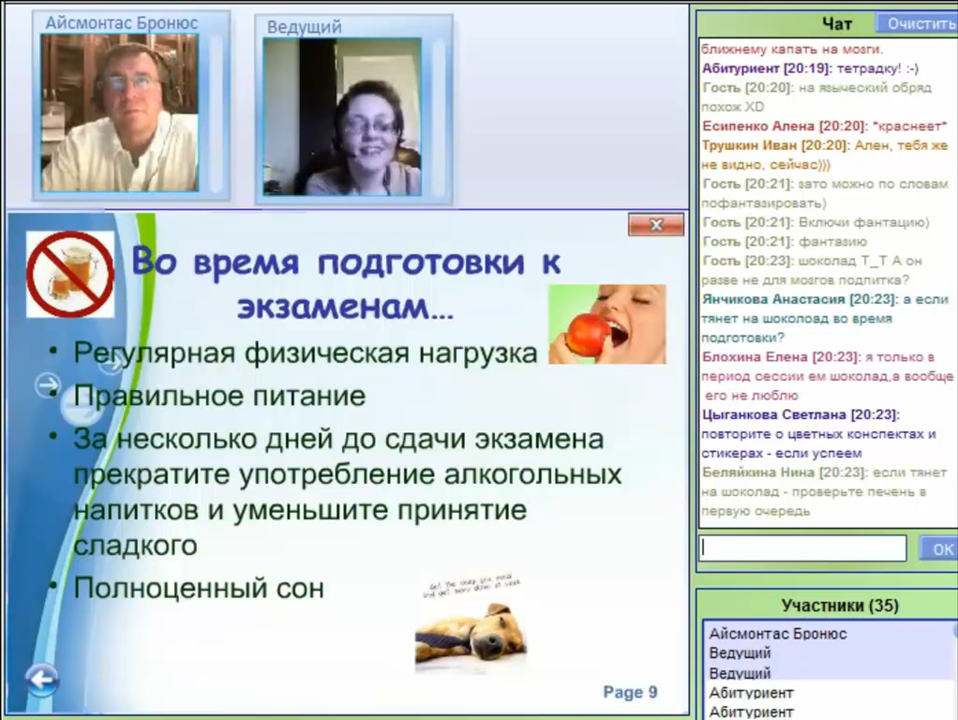 Айсмонтас Бронюс
Ведущий
Во время подготовки к
экзаменам...
• Регулярная физическая нагрузка
• Правильное питание
• За несколько дней до сдачи экзамена
прекратите употребление алкогольных
напитков и уменьшите принятие
сладкого
• Полноценный сон
Page 9
Чат
Очистить
ближнему капать на мозги.
Абитуриент [20:19]: тетрадку! :-)
Гость [20:20]: на языческий обряд
похож XD
Есипенко Алена [20:20]: *краснеет*
Трушкин Иван [20:20]: Ален, тебя же
не видно, сейчас)))
Гость [20:21]: зато можно по словам
пофантазировать)
Гость [20:21]: Включи фантацию)
Гость [20:21]: фантазию
Гость [20:23]: шоколад Т_Т А он
разве не для мозгов подпитка?
Янчикова Анастасия [20:23]: а если
тянет на шоколоад во время
подготовки?
Блохина Елена [20:23]: я только в
период сессии ем шоколад,а вообще
его не люблю
Цыганкова Светлана [20:23]:
повторите о цветных конспектах и
стикерах - если успеем
Беляйкина Нина [20:23]: если тянет
на шоколад - проверьте печень в
первую очередь
ОК
Участники (35)
Айсмонтас Бронюс
Ведущий
Ведущий
Абитуриент
Абитуриент